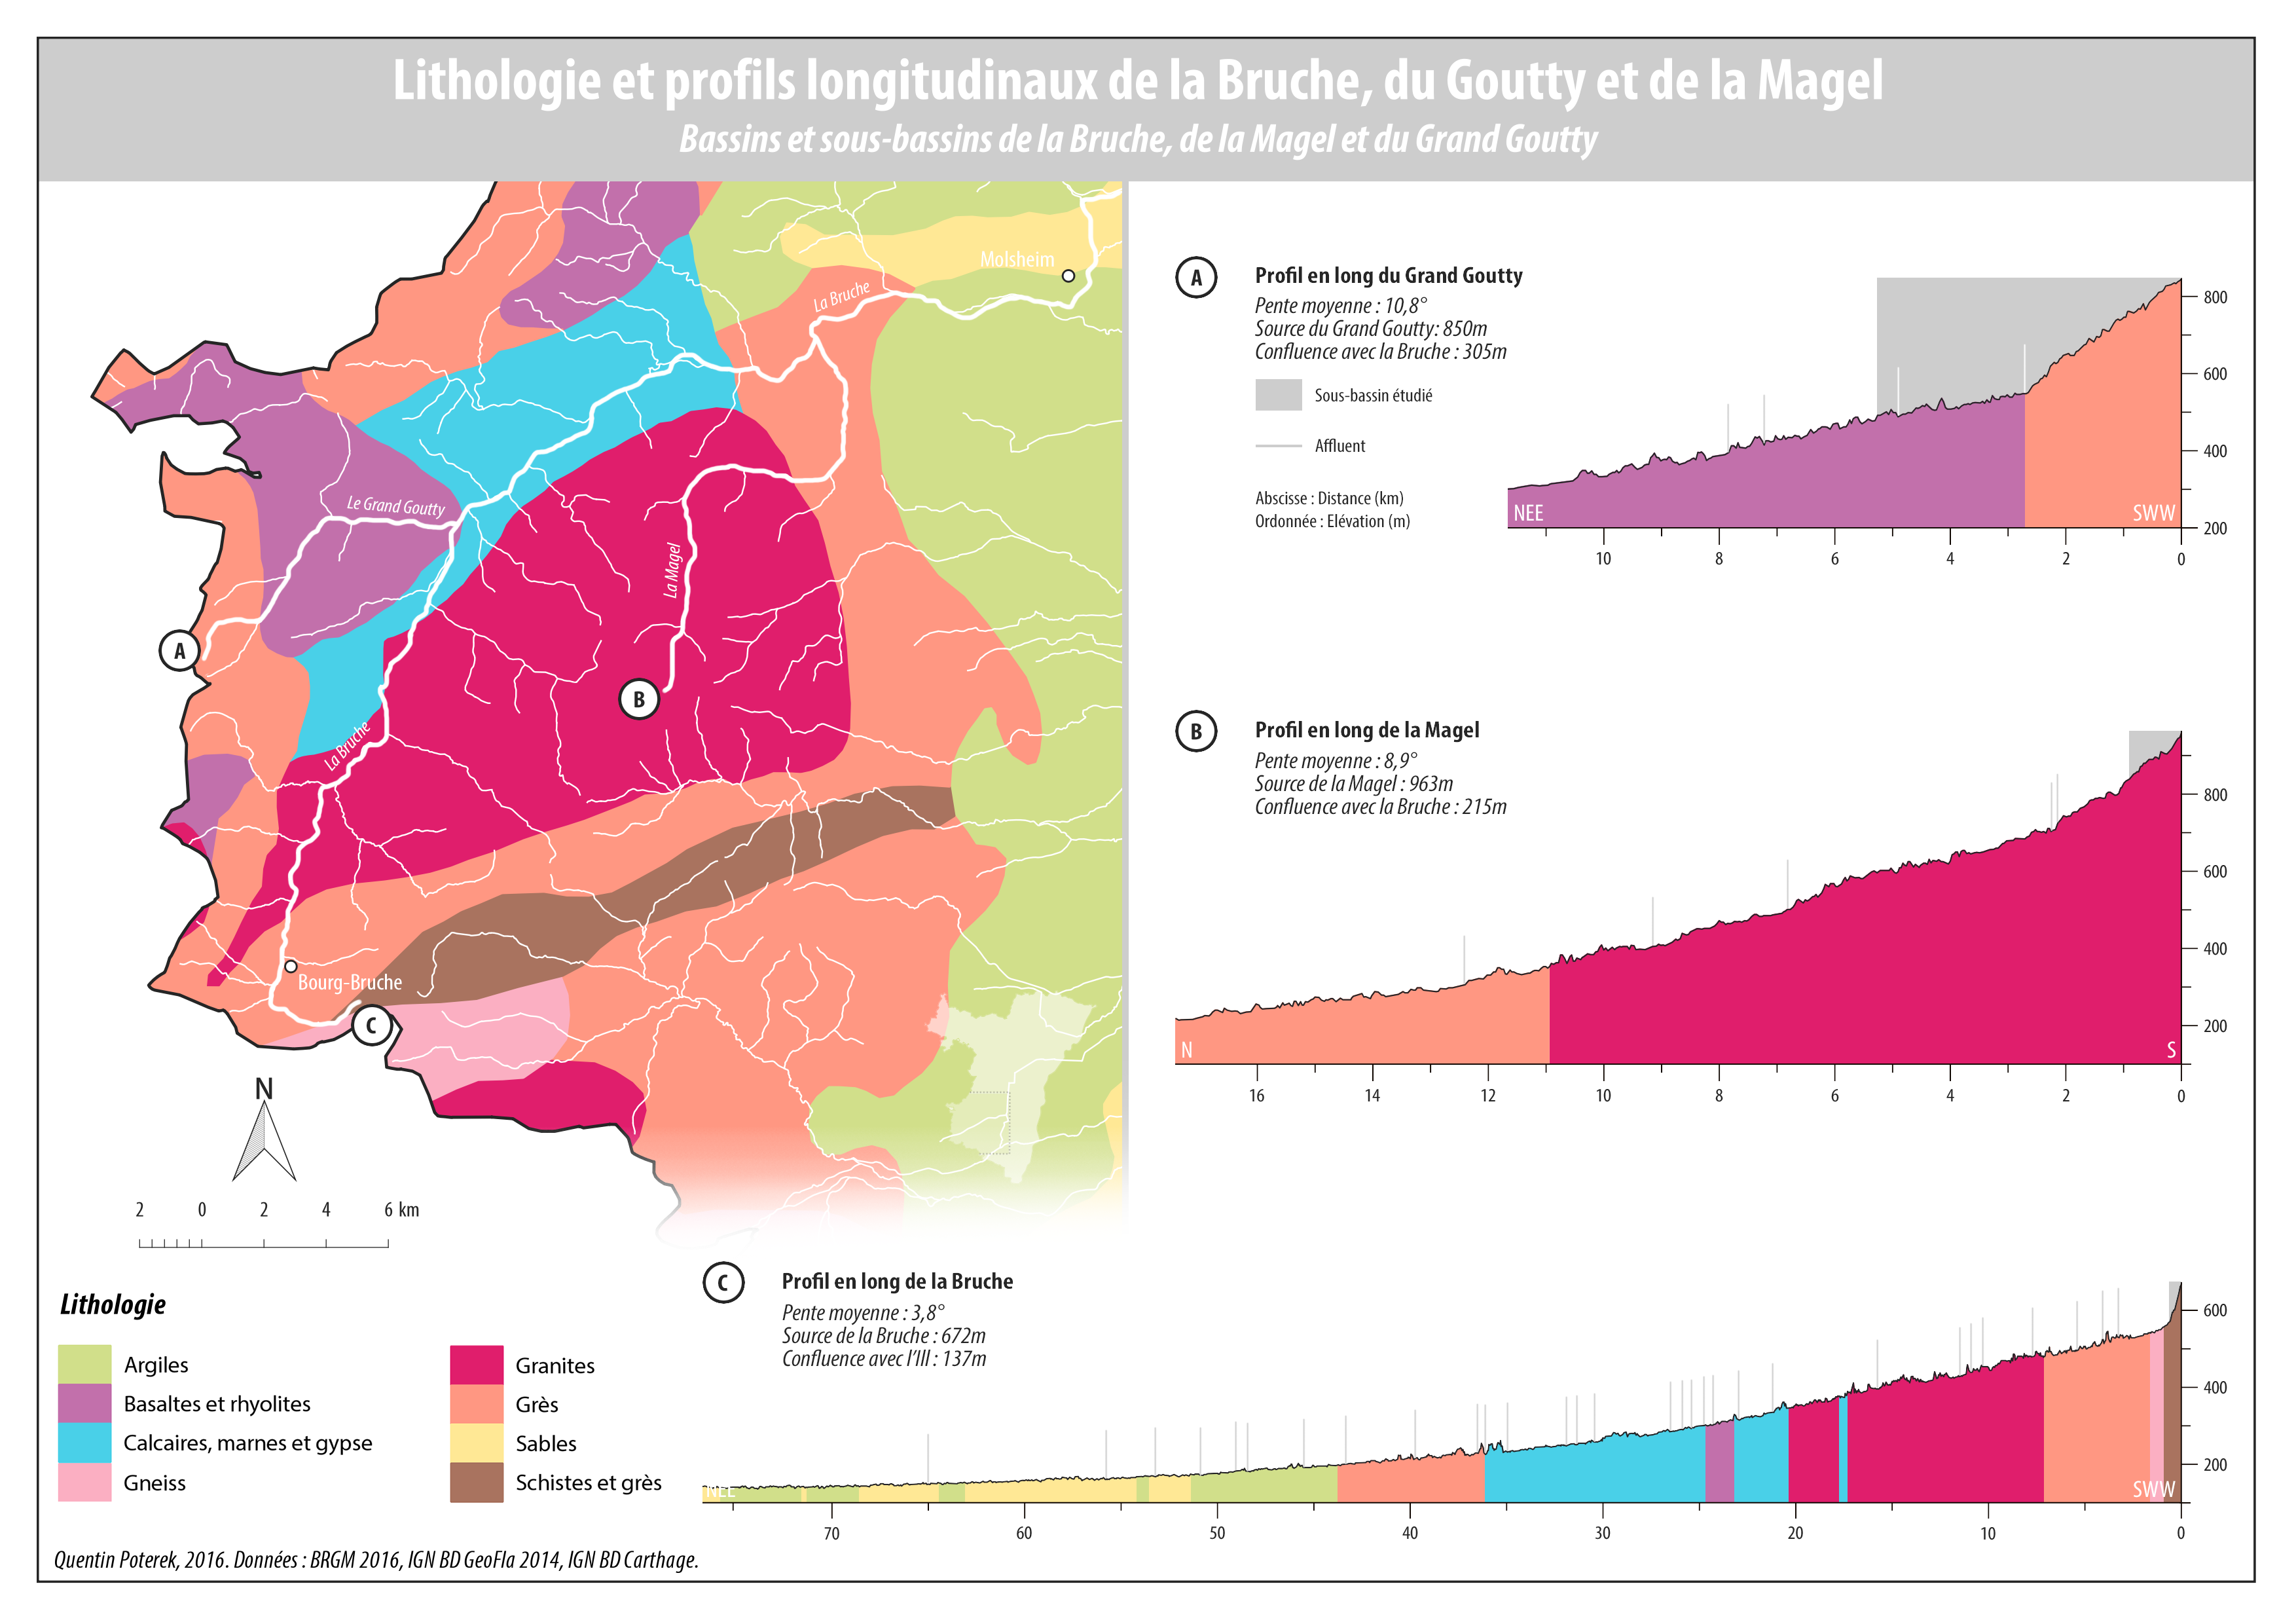 Lithologie et profils longitudinaux de la Bruche, du Goutty et de la Magel
Bassins et sous-bassins de la Bruche, de la Magel et du Grand Goutty
Molsheim
La Bruche
Le Grand Goutty
La Magel
A
B
La Bruche
Bourg-Bruche
C
N
2 0 2 4 6 km
A
Profil en long du Grand Goutty
Pente moyenne : 10,8°
Source du Grand Goutty: 850m
Confluence avec la Bruche : 305m
Sous-bassin étudié
Affluent
Abscisse : Distance (km)
Ordonnée : Elévation (m)
800
600
400
200
NEE
SWW
10 8 6 4 2 0
B
Profil en long de la Magel
Pente moyenne : 8,9°
Source de la Magel : 963m
Confluence avec la Bruche : 215m
800
600
400
200
N
S
16 14 12 10 8 6 4 2 0
C
Profil en long de la Bruche
Pente moyenne : 3,8°
Source de la Bruche : 672m
Confluence avec l'Ill : 137m
600
400
200
NEE
SWW
70 60 50 40 30 20 10 0
Lithologie
Argiles
Basaltes et rhyolites
Calcaires, marnes et gypse
Gneiss
Granites
Grès
Sables
Schistes et grès
Quentin Poterek, 2016. Données : BRGM 2016, IGN BD GeoFla 2014, IGN BD Carthage.